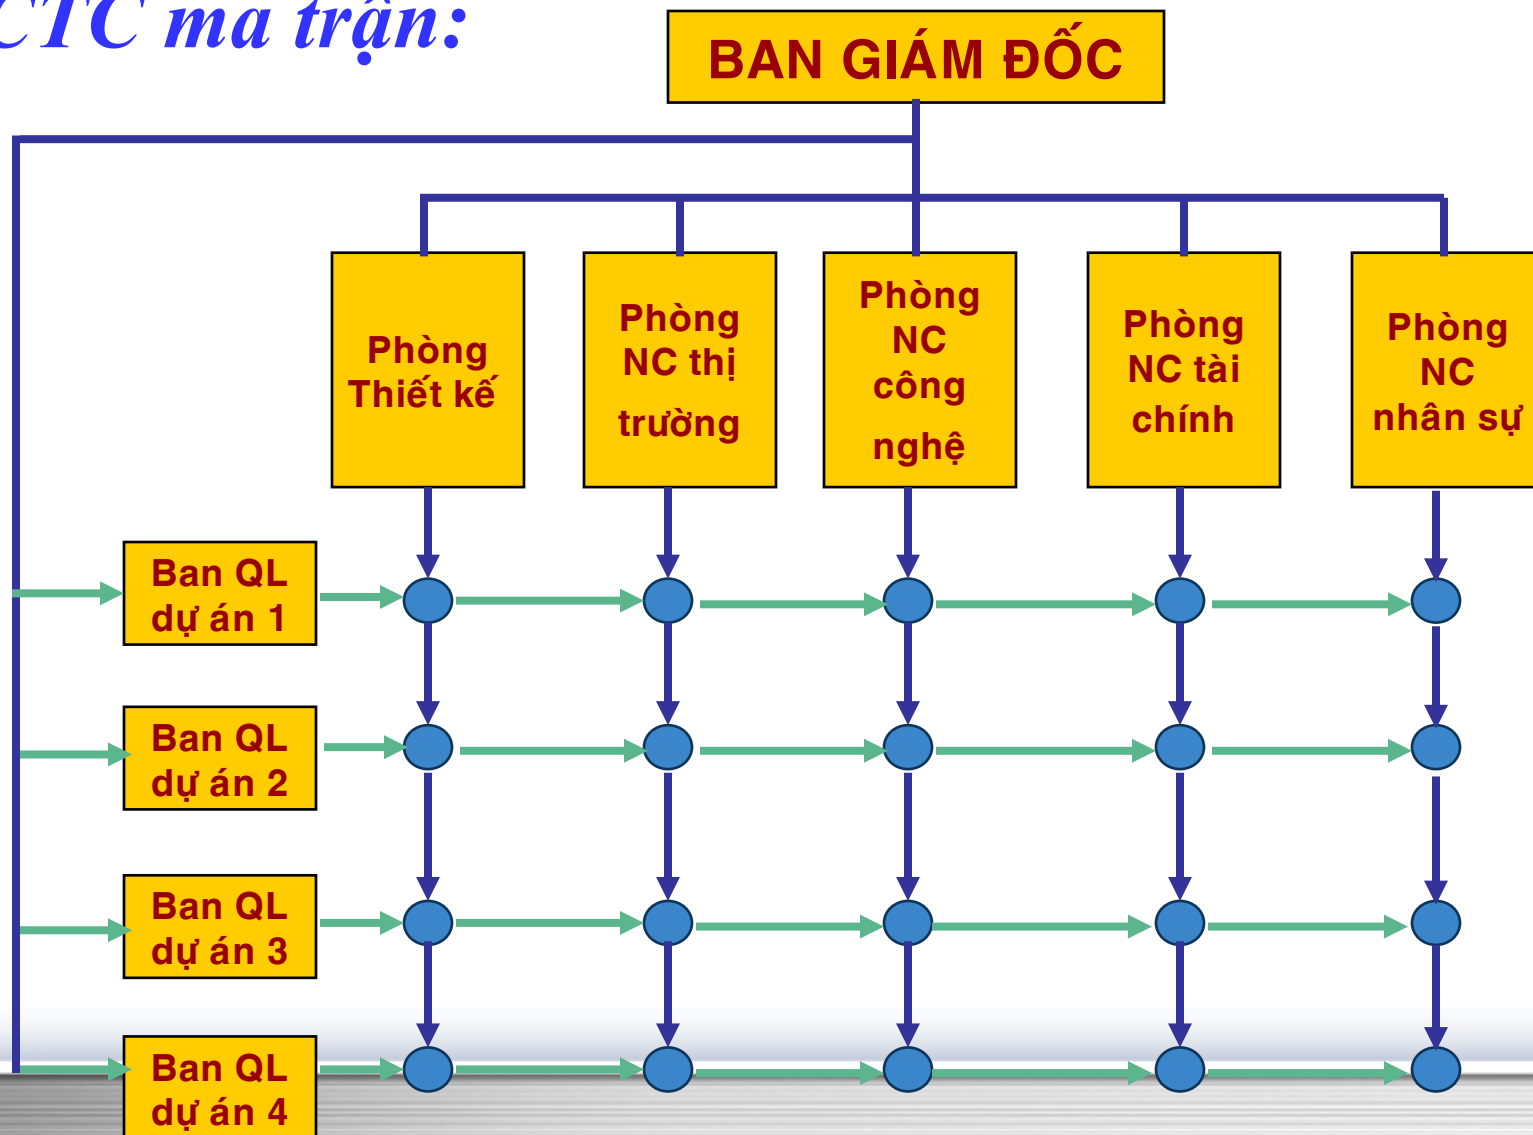 CTC ma trận:
BAN GIÁM ĐỐC
Phòng
Thiết kế
Phòng
NC thị
trường
Phòng
NC
công
nghệ
Phòng
NC tài
chính
Phòng
NC
nhân sự
Ban QL
dự án 1
Ban QL
dự án 2
Ban QL
dự án 3
Ban QL
dự án 4